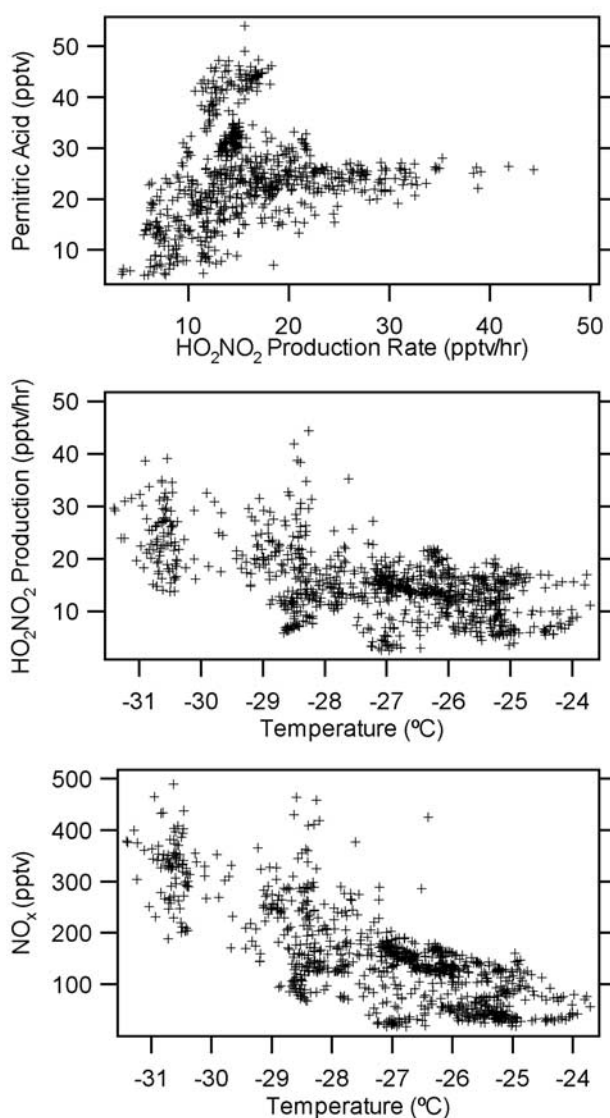 Pernitric Acid (pptv)
50
40
30
20
10
10 20 30 40 50
HO₂NO₂ Production Rate (pptv/hr)
HO₂NO₂ Production (pptv/hr)
50
40
30
20
10
-31 -30 -29 -28 -27 -26 -25 -24
Temperature (ºC)
NOₓ (pptv)
500
400
300
200
100
-31 -30 -29 -28 -27 -26 -25 -24
Temperature (ºC)